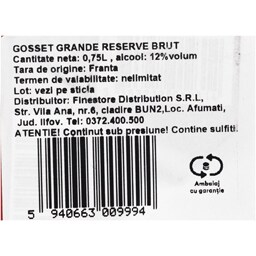 GOSSET GRANDE RESERVE BRUT
Cantitate neta: 0,75L , alcool: 12%volum
Tara de origine: Franta
Termen de valabilitate: nelimitat
Lot: vezi pe sticla
Distribuitor: Finestore Distribution S.R.L,
Str. Vila Ana, nr.6, cladire BUN2,Loc. Afumati,
Jud. Ilfov. Tel: 0372.400.500
ATENTIE! Continut sub presiune! Contine sulfiti.
Ambalaj
cu garanție
5 940663 009994